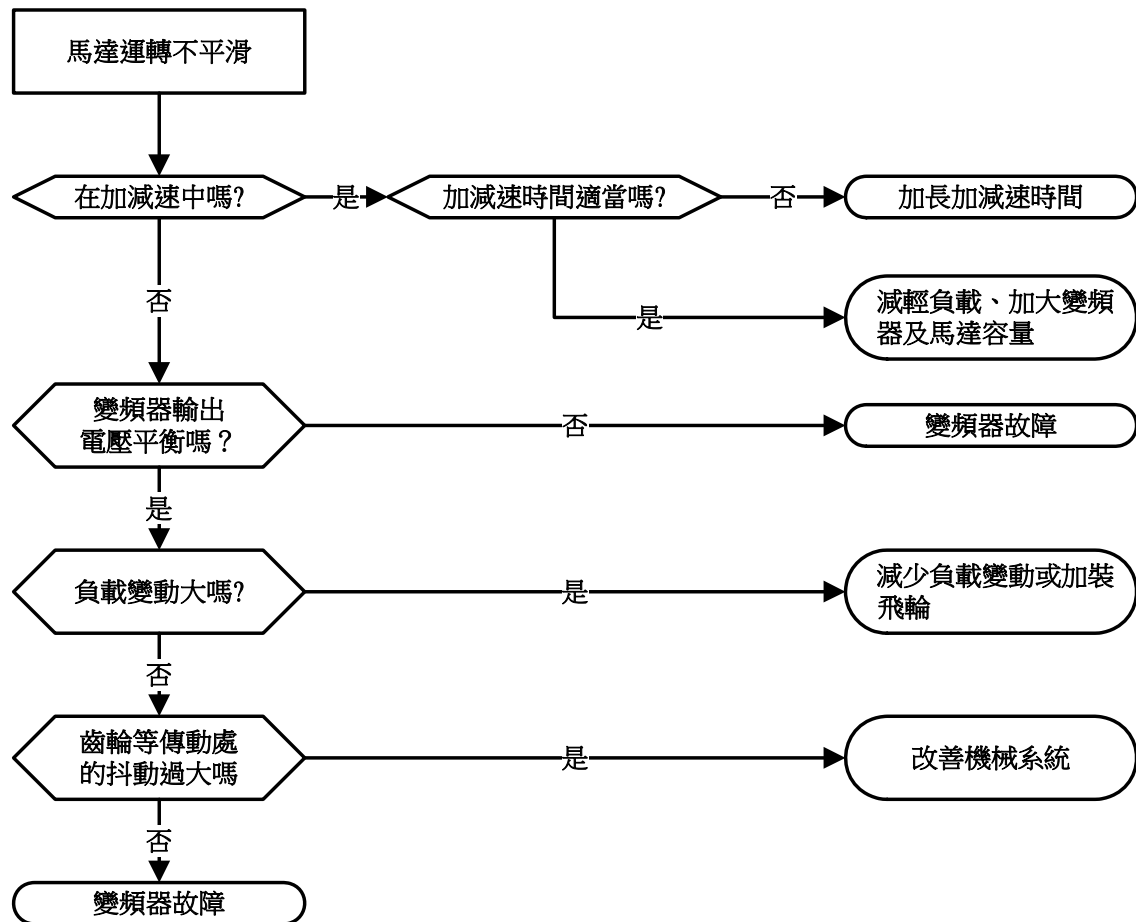 馬達運轉不平滑
在加減速中嗎?
是
加減速時間適當嗎?
否
加長加減速時間
否
是
減輕負載、加大變頻
器及馬達容量
變頻器輸出
電壓平衡嗎？
否
變頻器故障
是
負載變動大嗎?
是
減少負載變動或加裝
飛輪
否
齒輪等傳動處
的抖動過大嗎
是
改善機械系統
否
變頻器故障